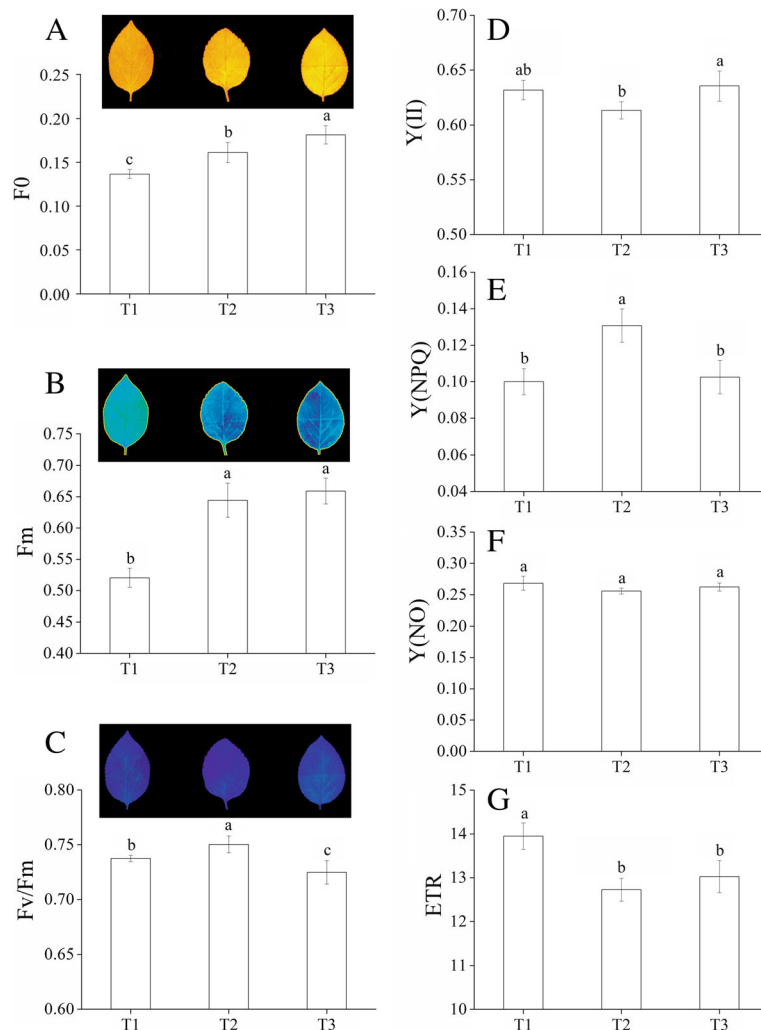 A
0.25
0.20
0.15
0.10
0.05
0.00
F0
c
b
a
T1 T2 T3
B
0.75
0.70
0.65
0.60
0.55
0.50
0.45
0.40
Fm
b
a
a
T1 T2 T3
C
0.80
0.75
0.70
0.65
0.60
Fv/Fm
b
a
c
T1 T2 T3
D
0.70
0.65
0.60
0.55
0.50
Y(II)
ab
b
a
T1 T2 T3
E
0.16
0.14
0.12
0.10
0.08
0.06
0.04
Y(NPQ)
b
a
b
T1 T2 T3
F
0.35
0.30
0.25
0.20
0.15
0.10
0.05
0.00
Y(NO)
a
a
a
T1 T2 T3
G
15
14
13
12
11
10
ETR
a
b
b
T1 T2 T3